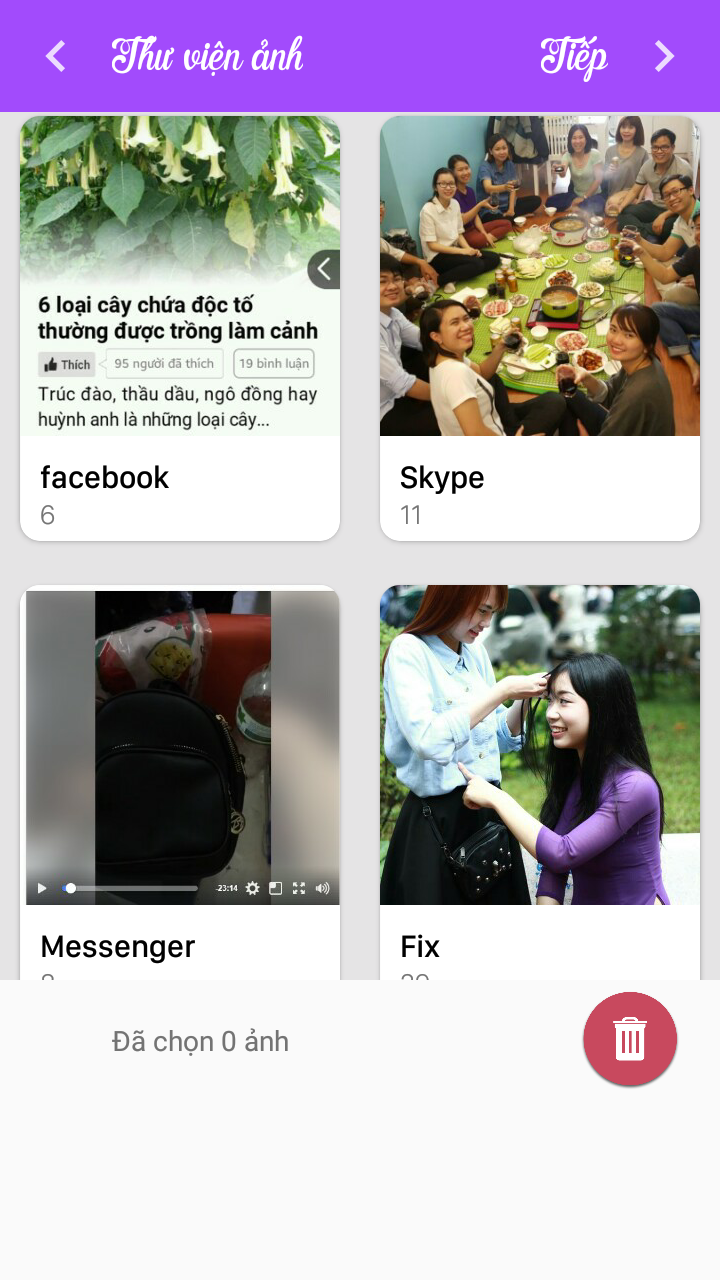 Thư viện ảnh
Tiếp
6 loại cây chứa độc tố
thường được trồng làm cảnh
Thích
95 người đã thích
19 bình luận
Trúc đào, thầu dầu, ngô đồng hay
huỳnh anh là những loại cây...
facebook
6
Skype
11
-23:14
Messenger
Fix
Đã chọn 0 ảnh